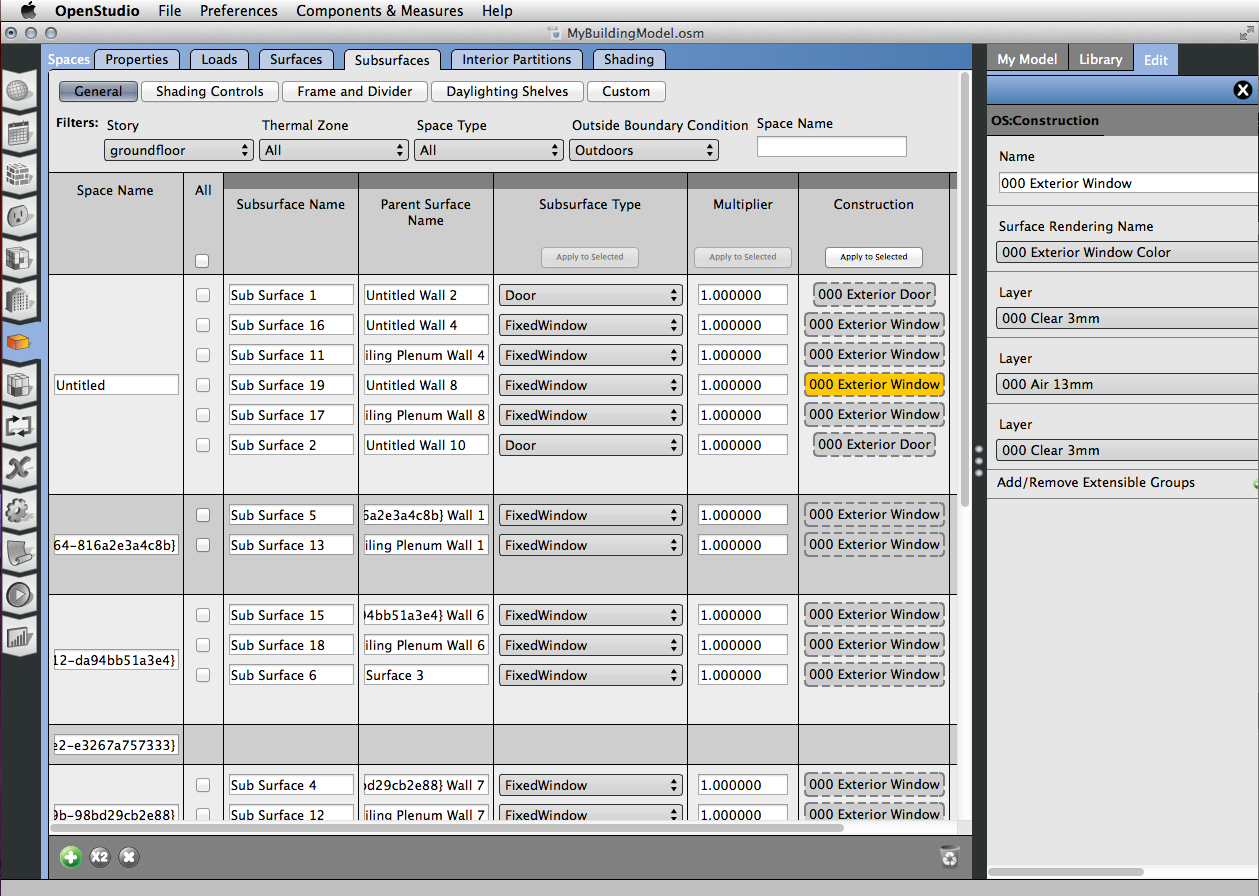 OpenStudio File Preferences Components & Measures Help
MyBuildingModel.osm
Spaces Properties Loads Surfaces Subsurfaces Interior Partitions Shading
General Shading Controls Frame and Divider Daylighting Shelves Custom
Filters: Story Thermal Zone Space Type Outside Boundary Condition Space Name
groundfloor All All Outdoors
Space Name All Subsurface Name Parent Surface Name Subsurface Type Multiplier Construction
Apply to Selected Apply to Selected Apply to Selected
Sub Surface 1 Untitled Wall 2 Door 1.000000 000 Exterior Door
Sub Surface 16 Untitled Wall 4 FixedWindow 1.000000 000 Exterior Window
Sub Surface 11 iling Plenum Wall 4 FixedWindow 1.000000 000 Exterior Window
Untitled Sub Surface 19 Untitled Wall 8 FixedWindow 1.000000 000 Exterior Window
Sub Surface 17 iling Plenum Wall 8 FixedWindow 1.000000 000 Exterior Window
Sub Surface 2 Untitled Wall 10 Door 1.000000 000 Exterior Door
Sub Surface 5 6a2e3a4c8b} Wall 1 FixedWindow 1.000000 000 Exterior Window
64-816a2e3a4c8b} Sub Surface 13 iling Plenum Wall 1 FixedWindow 1.000000 000 Exterior Window
Sub Surface 15 94bb51a3e4} Wall 6 FixedWindow 1.000000 000 Exterior Window
Sub Surface 18 iling Plenum Wall 6 FixedWindow 1.000000 000 Exterior Window
12-da94bb51a3e4}
Sub Surface 6 Surface 3 FixedWindow 1.000000 000 Exterior Window
e2-e3267a757333}
Sub Surface 4 bd29cb2e88} Wall 7 FixedWindow 1.000000 000 Exterior Window
9b-98bd29cb2e88} Sub Surface 12 iling Plenum Wall 7 FixedWindow 1.000000 000 Exterior Window
X2
My Model Library Edit
OS:Construction
Name
000 Exterior Window
Surface Rendering Name
000 Exterior Window Color
Layer
000 Clear 3mm
Layer
000 Air 13mm
Layer
000 Clear 3mm
Add/Remove Extensible Groups